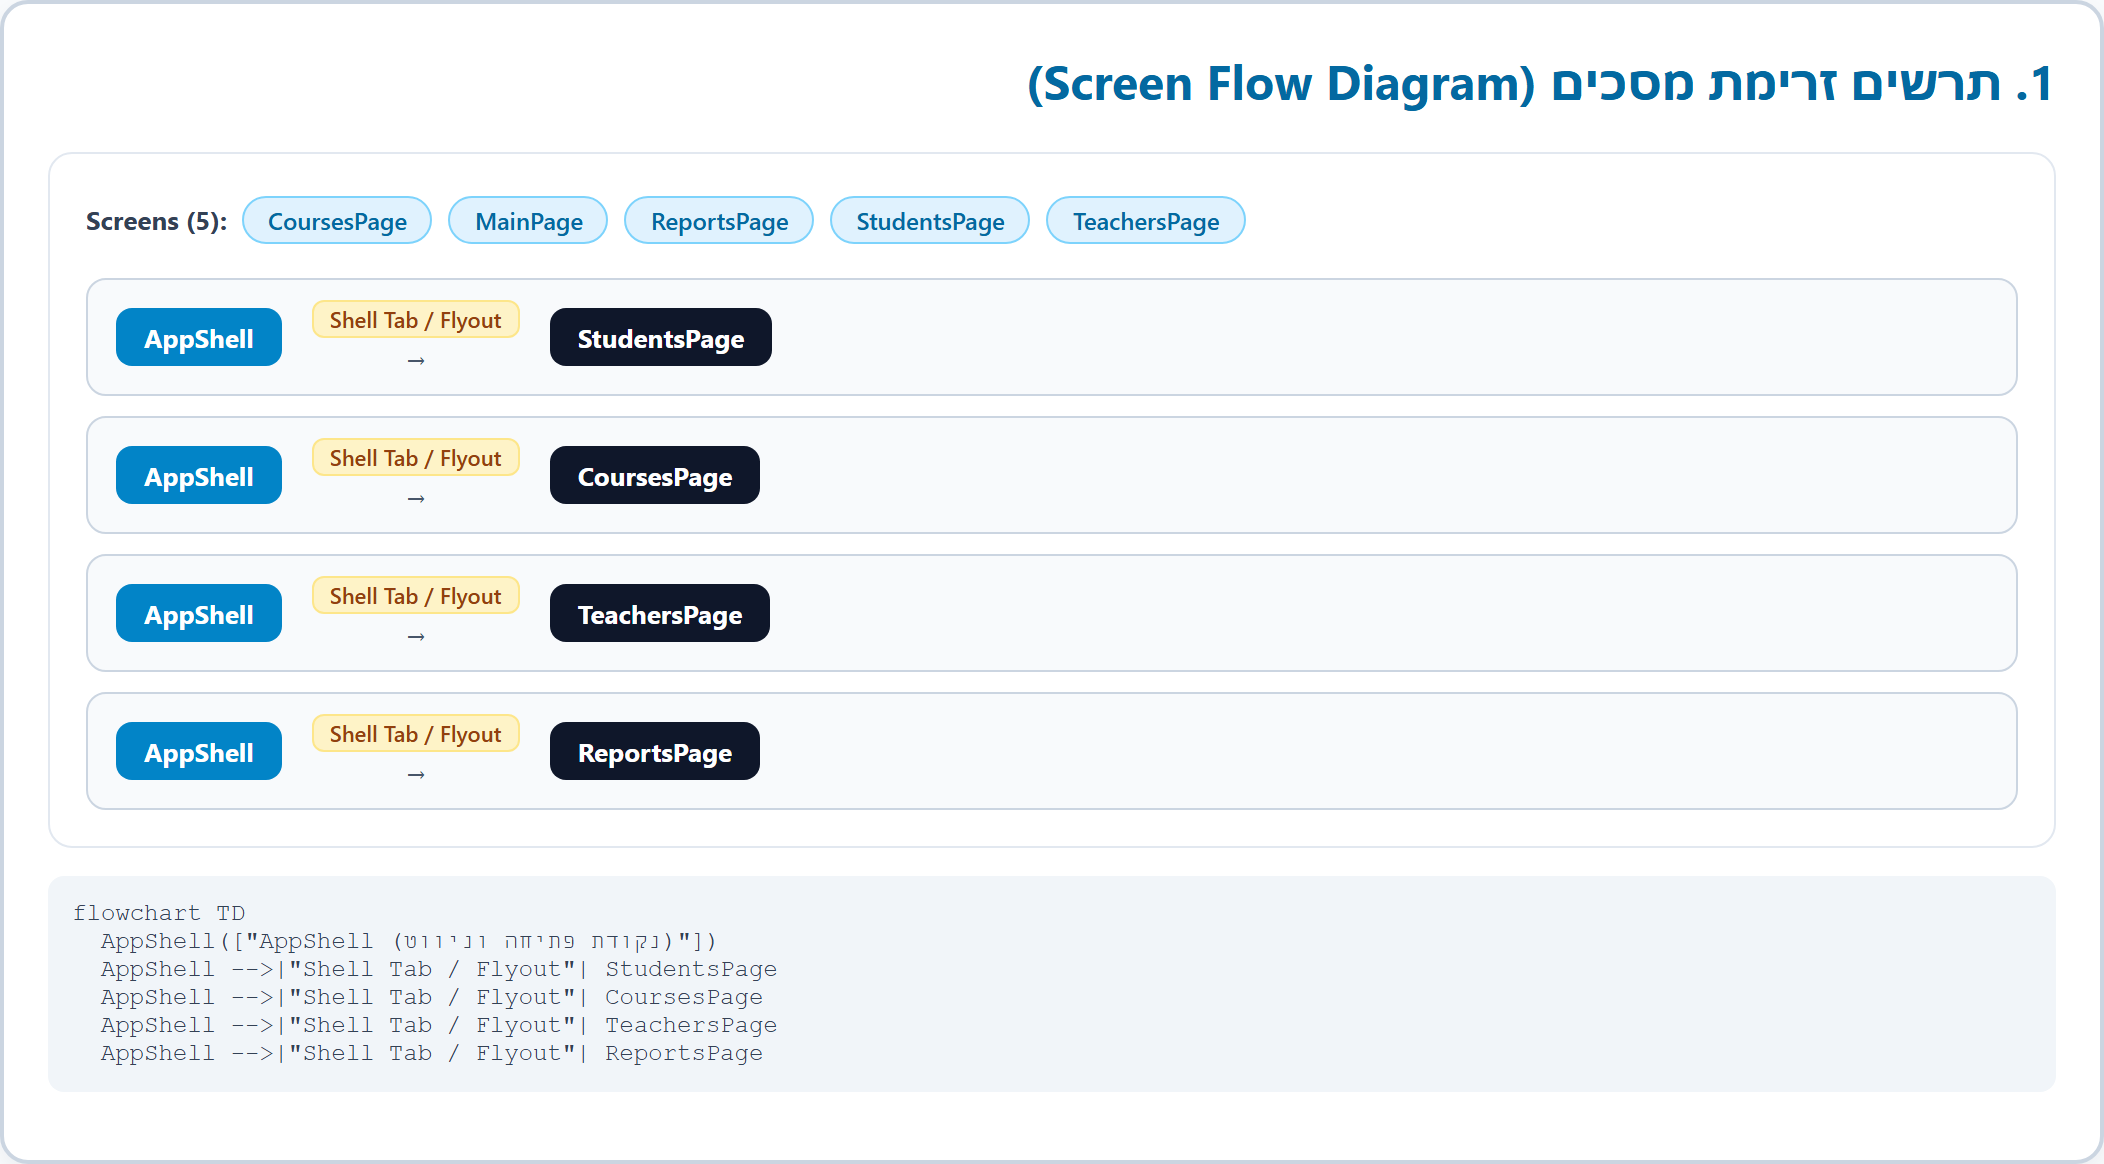 1. תרשים זרימת מסכים (Screen Flow Diagram)
Screens (5): CoursesPage MainPage ReportsPage StudentsPage TeachersPage
AppShell Shell Tab / Flyout → StudentsPage
AppShell Shell Tab / Flyout → CoursesPage
AppShell Shell Tab / Flyout → TeachersPage
AppShell Shell Tab / Flyout → ReportsPage
flowchart TD
  AppShell(["AppShell (נקודת פתיחה וניווט)"])
  AppShell -->|"Shell Tab / Flyout"| StudentsPage
  AppShell -->|"Shell Tab / Flyout"| CoursesPage
  AppShell -->|"Shell Tab / Flyout"| TeachersPage
  AppShell -->|"Shell Tab / Flyout"| ReportsPage